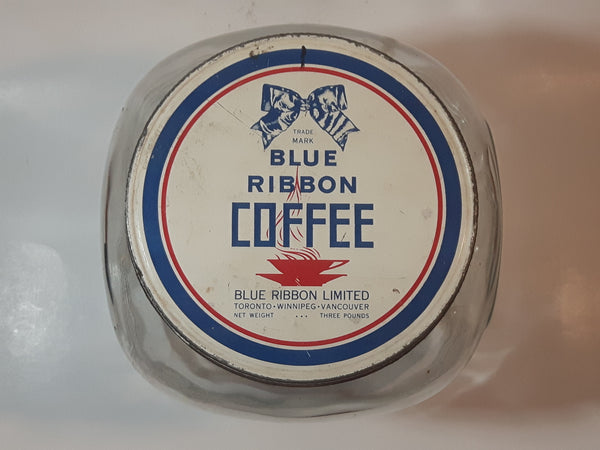 TRADE
MARK
BLUE
RIBBON
COFFEE
BLUE RIBBON LIMITED
TORONTO • WINNIPEG • VANCOUVER
NET WEIGHT ... THREE POUNDS